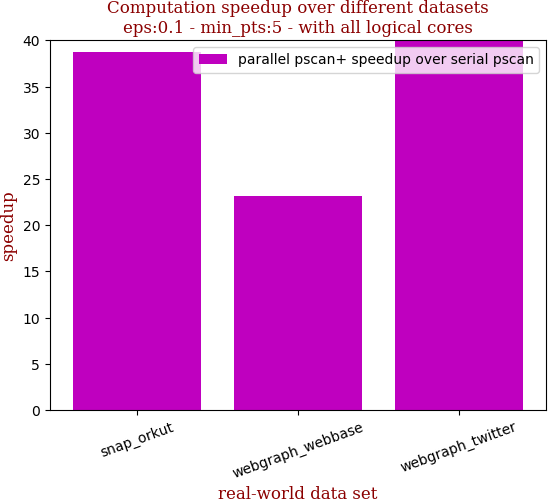 Computation speedup over different datasets
eps:0.1 - min_pts:5 - with all logical cores
parallel pscan+ speedup over serial pscan
speedup
40
35
30
25
20
15
10
5
0
snap_orkut
webgraph_webbase
webgraph_twitter
real-world data set